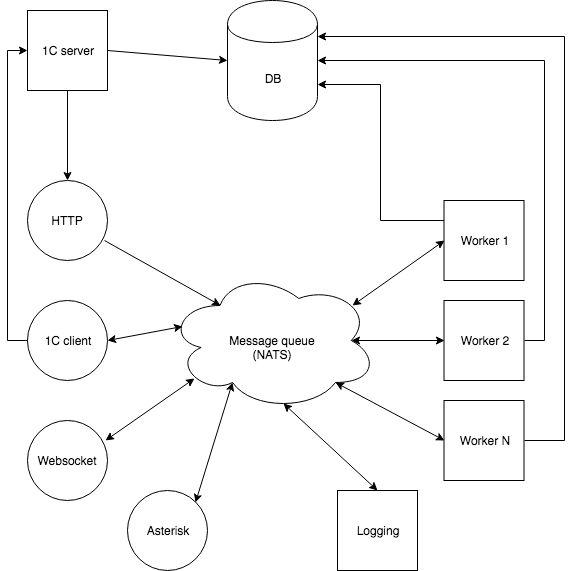 1C server
DB
HTTP
Worker 1
1C client
Message queue
(NATS)
Worker 2
Worker N
Websocket
Asterisk
Logging